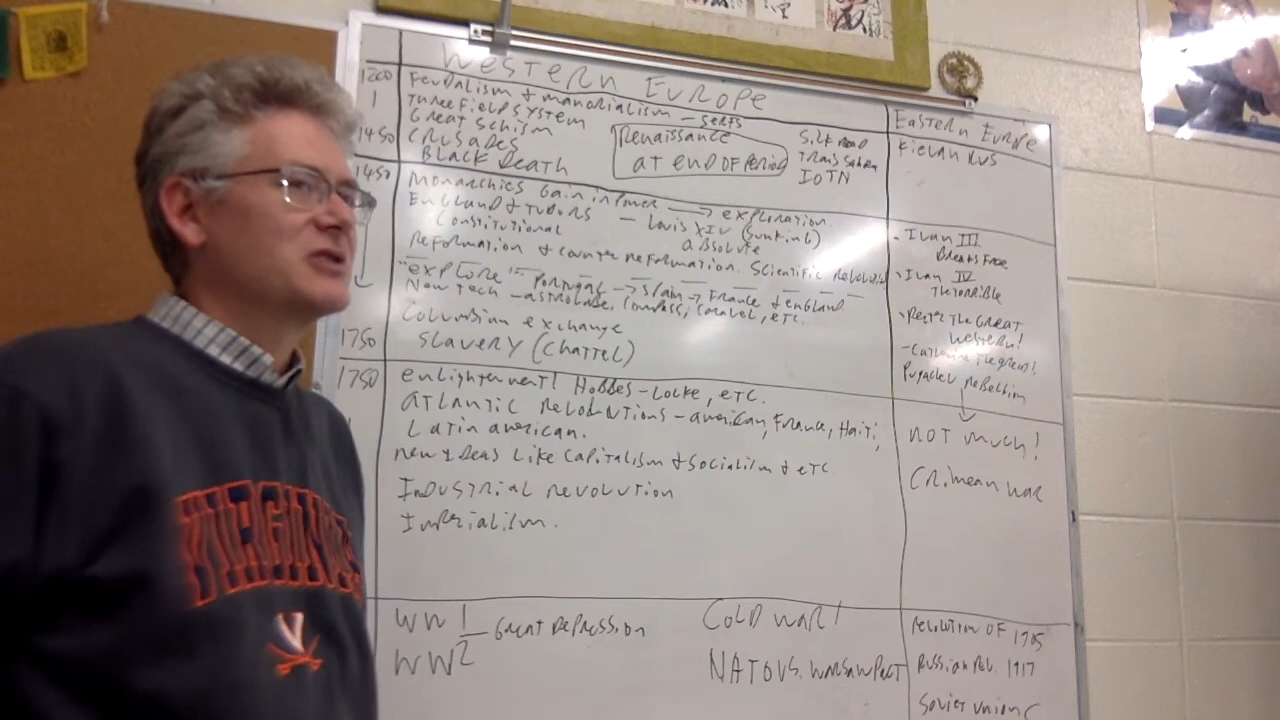 Western Europe
1200
1
1450
Feudalism & manorialism - serfs
Three field system
Great Schism
Crusades
Black Death
Renaissance
at end of period
Silk road
Trans Sahara
IOTN
1450
Monarchies Gain in Power → exploration
England & Tudors - Louis XIV (Sun King)
Constitutional
absolute
Reformation & counter reformation. Scientific Revolution
"explore" Portugal → Spain → France & England
New Tech - astrolabe, Compass, Caravel, etc.
Columbian exchange
Slavery (Chattel)
1750
1750
Enlightenment! Hobbes - Locke, etc.
Atlantic Revolutions - american, France, Haiti,
Latin american.
new ideas like Capitalism & Socialism & etc
Industrial revolution
Imperialism.
WW1
Great Depression
WW2
Cold war!
NATO vs. Warsaw Pact
Eastern Europe
Kievan Rus
- Ivan III
Breaks Free
Ivan IV
The Terrible
Peter The Great
Western!
- Catherine The great!
Pugachev rebellion
NOT much!
Crimean war
revolution of 1905
Russian Rev. 1917
Soviet Union
VIRGINIA